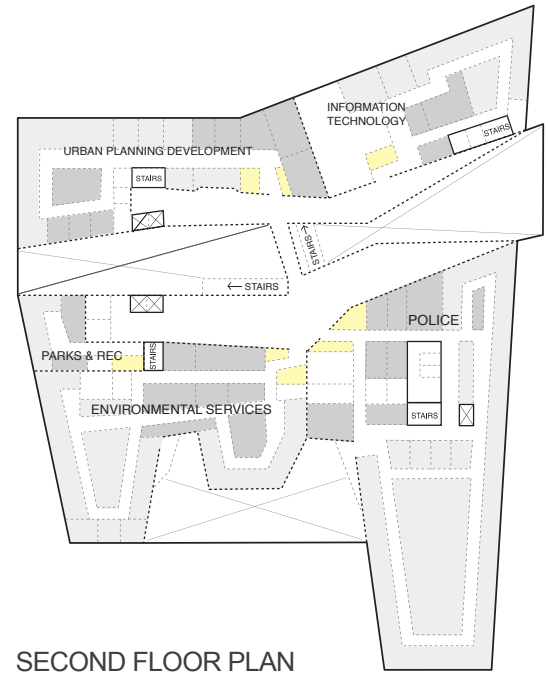 INFORMATION
TECHNOLOGY
STAIRS
URBAN PLANNING DEVELOPMENT
STAIRS
STAIRS
STAIRS
POLICE
PARKS & REC
STAIRS
ENVIRONMENTAL SERVICES
STAIRS
SECOND FLOOR PLAN